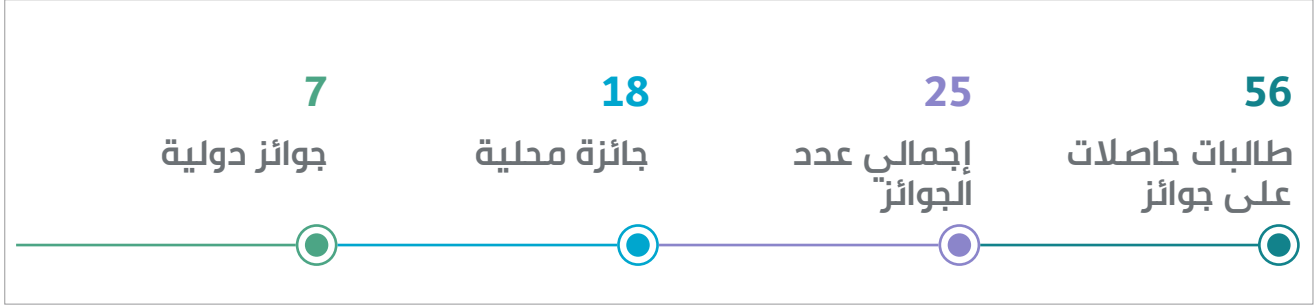 56
طالبات حاصلات
على جوائز
25
إجمالي عدد
الجوائز
18
جائزة محلية
7
جوائز دولية